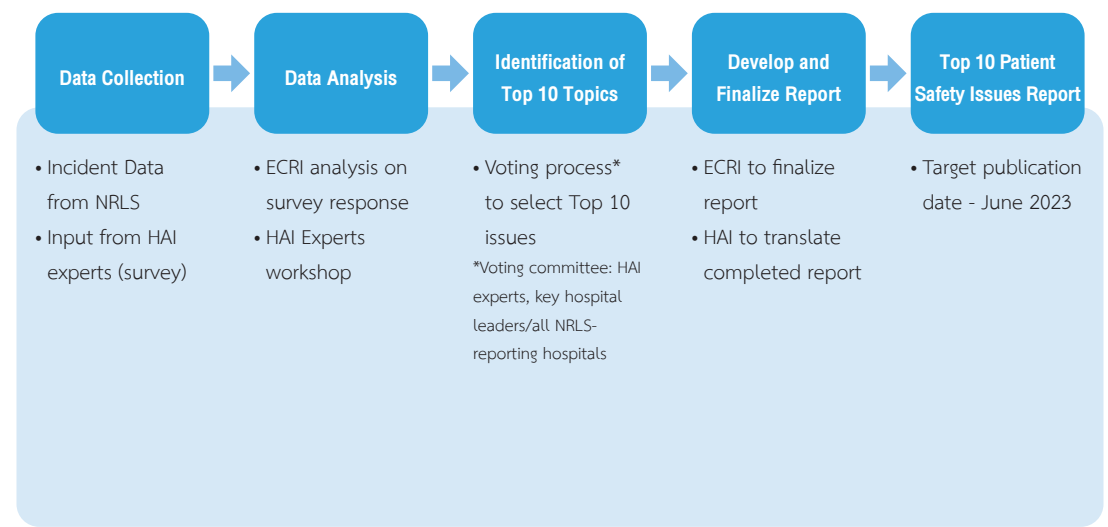 Data Collection
Data Analysis
Identification of
Top 10 Topics
Develop and
Finalize Report
Top 10 Patient
Safety Issues Report
• Incident Data
from NRLS
• Input from HAI
experts (survey)
• ECRI analysis on
survey response
• HAI Experts
workshop
• Voting process*
to select Top 10
issues
*Voting committee: HAI
experts, key hospital
leaders/all NRLS-
reporting hospitals
• ECRI to finalize
report
• HAI to translate
completed report
• Target publication
date - June 2023